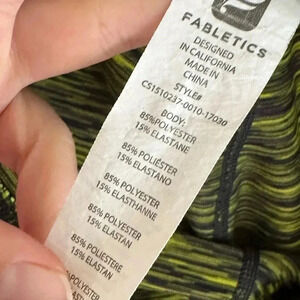 FABLETICS
DESIGNED
IN CALIFORNIA
MADE IN
CHINA
STYLE#
CS1510237-0010-17030
BODY:
85%POLYESTER
15% ELASTANE
85% POLIÉSTER
15% ELASTANO
85% POLYESTER
15% ELASTHANNE
85% POLYESTER
15% ELASTAN
85% POLIESTERE
15% ELASTAN